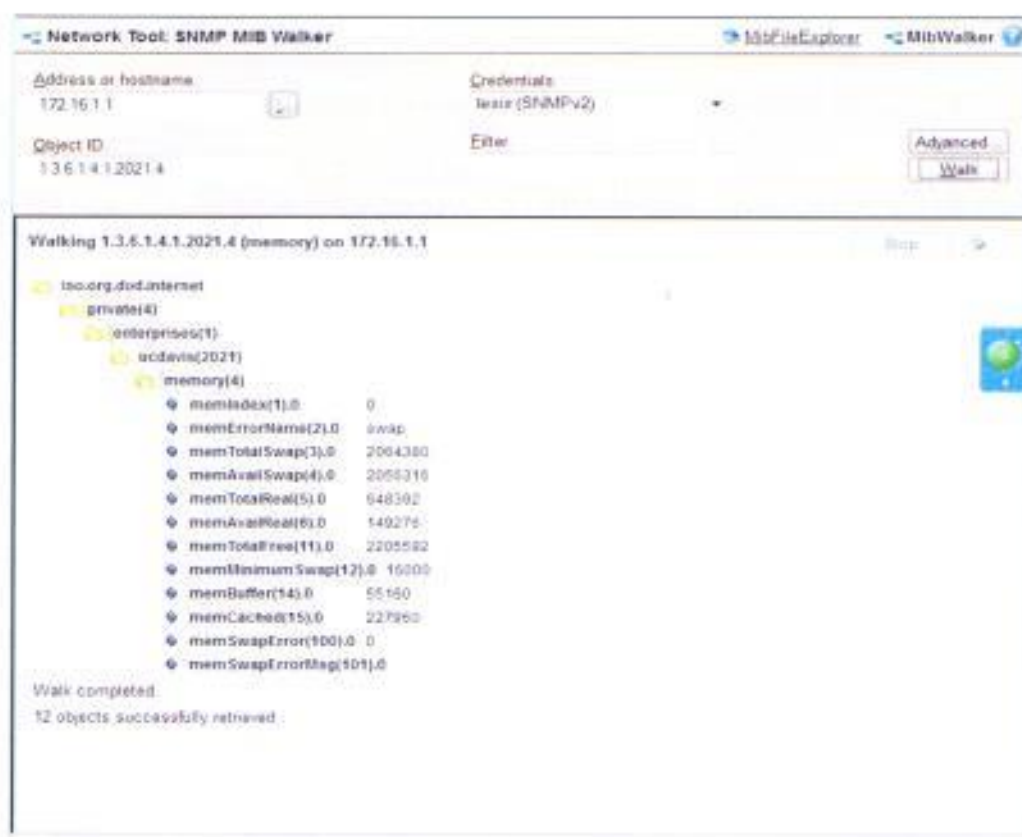 Network Tool: SNMP MIB Walker MibFileExplorer MibWalker
Address or hostname Credentials
172.16.1.1 (SNMPv2)
Object ID Filter Advanced...
1.3.6.1.4.1.2021.4 Walk
Walking 1.3.6.1.4.1.2021.4 (memory) on 172.16.1.1 Stop
iso.org.dod.internet
private(4)
enterprises(1)
ucdavis(2021)
memory(4)
memIndex(1).0 0
memErrorName(2).0 swap
memTotalSwap(3).0 2064380
memAvailSwap(4).0 2056316
memTotalReal(5).0 648392
memAvailReal(6).0 149276
memTotalFree(11).0 2205592
memMinimumSwap(12).0 16000
memBuffer(14).0 55160
memCached(15).0 227960
memSwapError(100).0 0
memSwapErrorMsg(101).0
Walk completed.
12 objects successfully retrieved.